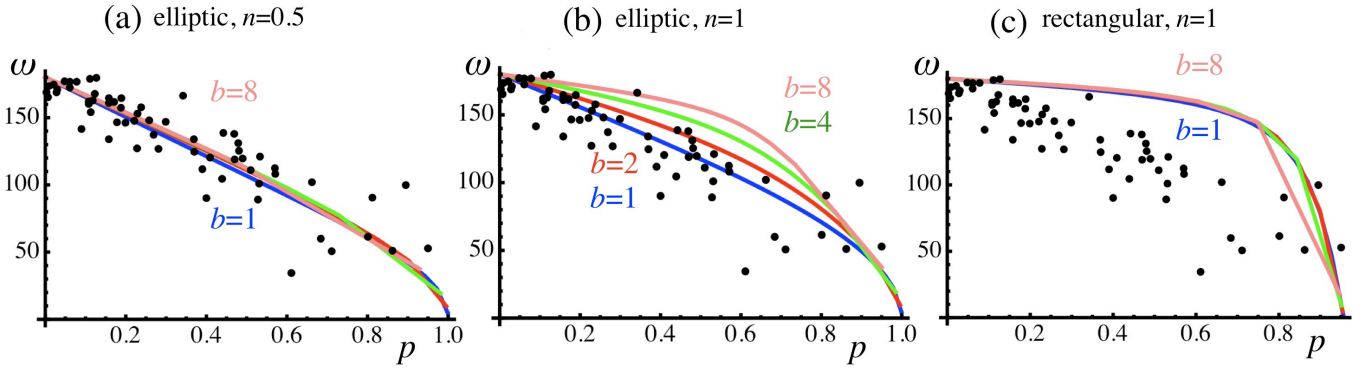 (a) elliptic, n=0.5
ω
150
100
50
b=8
b=1
0.2
0.4
0.6
0.8
1.0
p
(b) elliptic, n=1
ω
150
100
50
b=8
b=4
b=2
b=1
0.2
0.4
0.6
0.8
1.0
p
(c) rectangular, n=1
ω
150
100
50
b=8
b=1
0.2
0.4
0.6
0.8
p